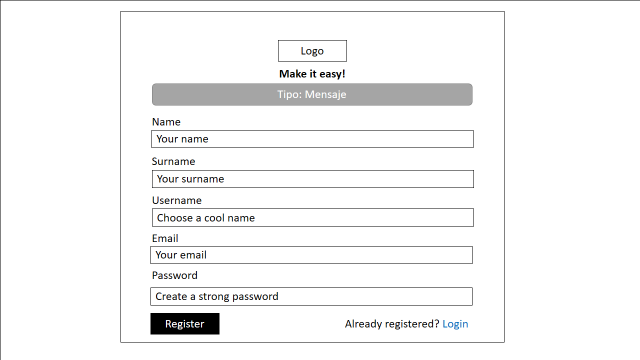 Logo
Make it easy!
Tipo: Mensaje
Name
Your name
Surname
Your surname
Username
Choose a cool name
Email
Your email
Password
Create a strong password
Register
Already registered? Login